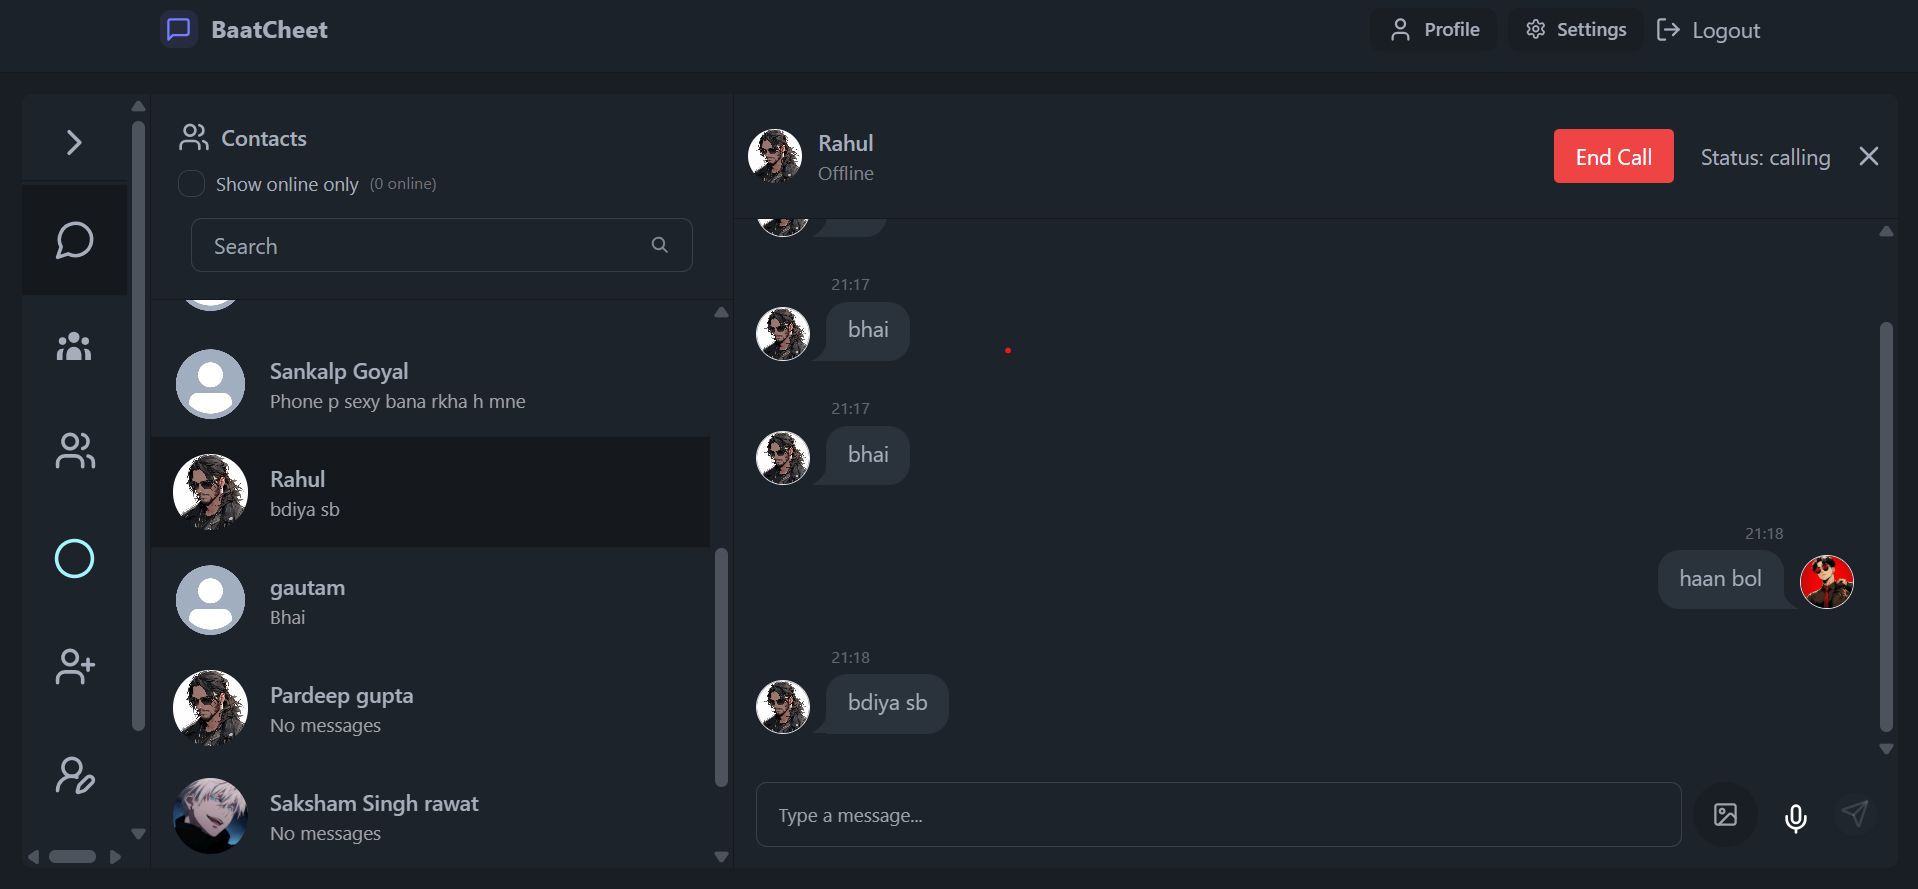 BaatCheet
Profile
Settings
Logout
Contacts
Show online only (0 online)
Search
Sankalp Goyal
Phone p sexy bana rkha h mne
Rahul
bdiya sb
gautam
Bhai
Pardeep gupta
No messages
Saksham Singh rawat
No messages
Rahul
Offline
End Call
Status: calling
21:17
bhai
21:17
bhai
21:18
haan bol
21:18
bdiya sb
Type a message...